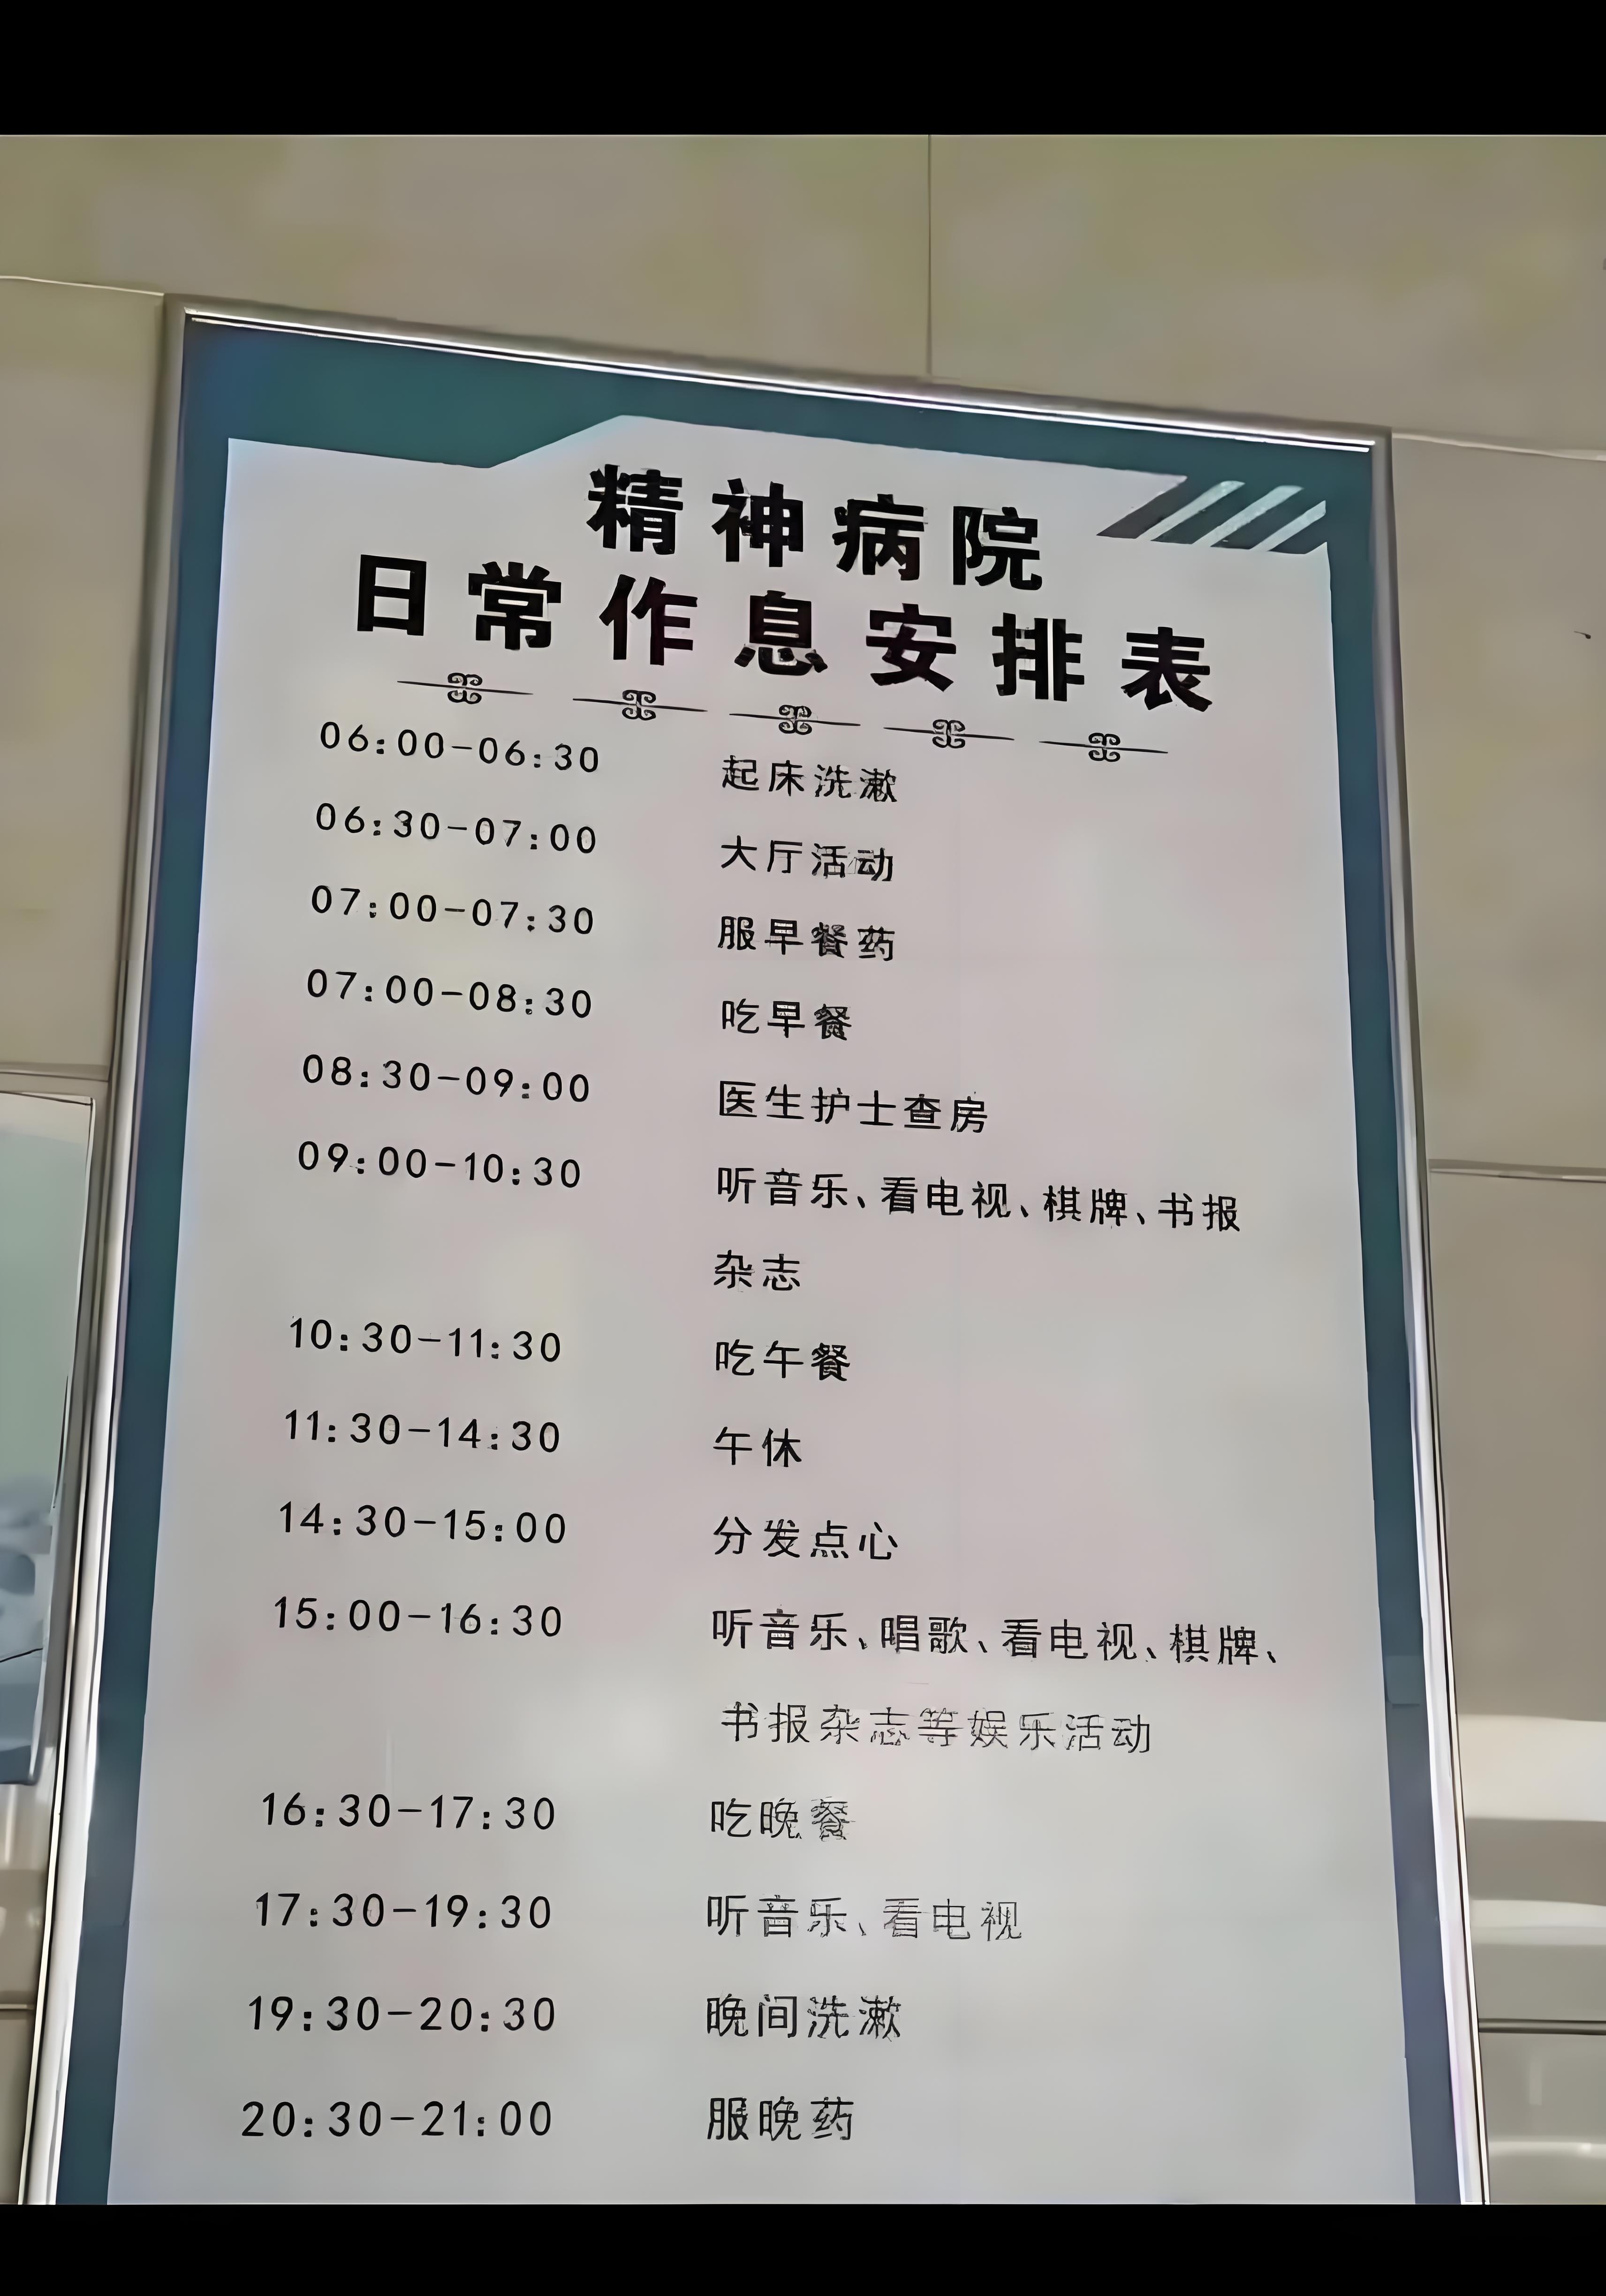 精神病院
日常作息安排表
06:00-06:30 起床洗漱
06:30-07:00 大厅活动
07:00-07:30 服早餐药
07:00-08:30 吃早餐
08:30-09:00 医生护士查房
09:00-10:30 听音乐、看电视、棋牌、书报
杂志
10:30-11:30 吃午餐
11:30-14:30 午休
14:30-15:00 分发点心
15:00-16:30 听音乐、唱歌、看电视、棋牌、
书报杂志等娱乐活动
16:30-17:30 吃晚餐
17:30-19:30 听音乐、看电视
19:30-20:30 晚间洗漱
20:30-21:00 服晚药